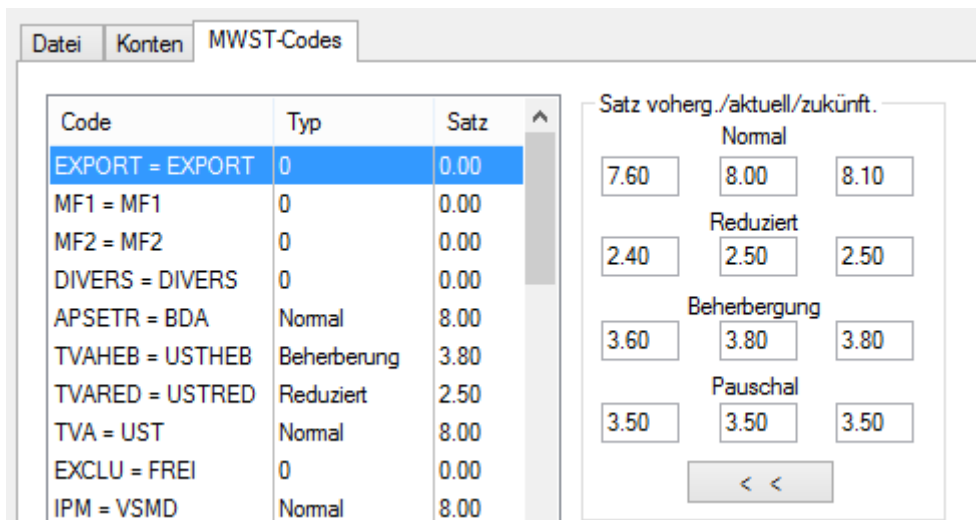 Datei Konten MWST-Codes
Code Typ Satz
EXPORT = EXPORT 0 0.00
MF1 = MF1 0 0.00
MF2 = MF2 0 0.00
DIVERS = DIVERS 0 0.00
APSETR = BDA Normal 8.00
TVAHEB = USTHEB Beherberung 3.80
TVARED = USTRED Reduziert 2.50
TVA = UST Normal 8.00
EXCLU = FREI 0 0.00
IPM = VSMD Normal 8.00
Satz voherg./aktuell/zukünft.
Normal
7.60 8.00 8.10
Reduziert
2.40 2.50 2.50
Beherbergung
3.60 3.80 3.80
Pauschal
3.50 3.50 3.50
< <